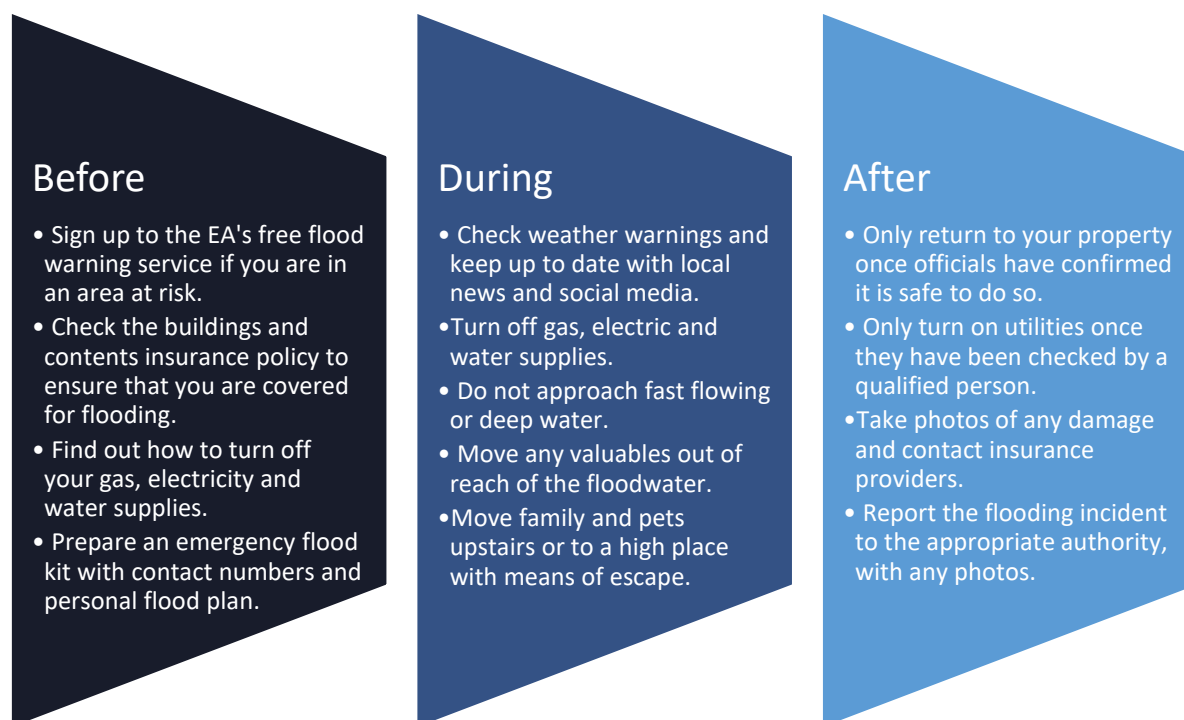 Before
• Sign up to the EA's free flood
warning service if you are in
an area at risk.
• Check the buildings and
contents insurance policy to
ensure that you are covered
for flooding.
• Find out how to turn off
your gas, electricity and
water supplies.
• Prepare an emergency flood
kit with contact numbers and
personal flood plan.
During
• Check weather warnings and
keep up to date with local
news and social media.
•Turn off gas, electric and
water supplies.
• Do not approach fast flowing
or deep water.
• Move any valuables out of
reach of the floodwater.
•Move family and pets
upstairs or to a high place
with means of escape.
After
• Only return to your property
once officials have confirmed
it is safe to do so.
• Only turn on utilities once
they have been checked by a
qualified person.
•Take photos of any damage
and contact insurance
providers.
• Report the flooding incident
to the appropriate authority,
with any photos.